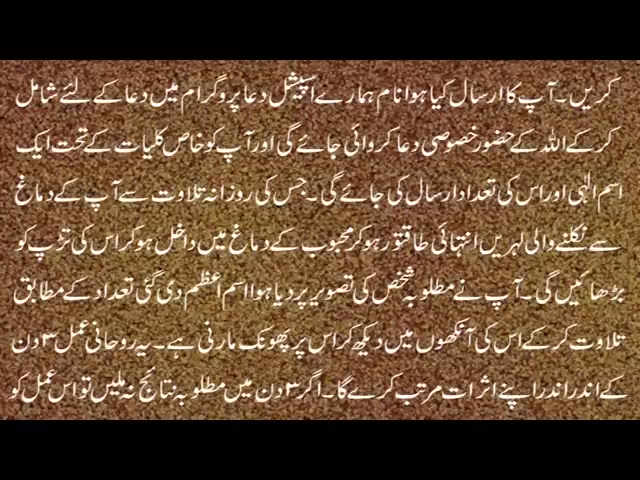 کریں۔ آپ کا ارسال کیا ہوا نام ہمارے اسپیشل دعا پروگرام میں دعا کے لئے شامل
کر کے اللہ کے حضور خصوصی دعا کروائی جائے گی اور آپ کو خاص کلیات کے تحت ایک
اسم الٰہی اور اس کی تعداد ارسال کی جائے گی۔ جس کی روزانہ تلاوت سے آپ کے دماغ
سے نکلنے والی لہریں انتہائی طاقتور ہو کر محبوب کے دماغ میں داخل ہو کر اس کی تڑپ کو
بڑھائیں گی۔ آپ نے مطلوبہ شخص کی تصویر پر دیا ہوا اسم اعظم دی گئی تعداد کے مطابق
تلاوت کر کے اس کی آنکھوں میں دیکھ کر اس پر پھونک مارنی ہے۔ یہ روحانی عمل ۳ دن
کے اندر اندر اپنے اثرات مرتب کرے گا۔ اگر ۳ دن میں مطلوبہ نتائج نہ ملیں تو اس عمل کو